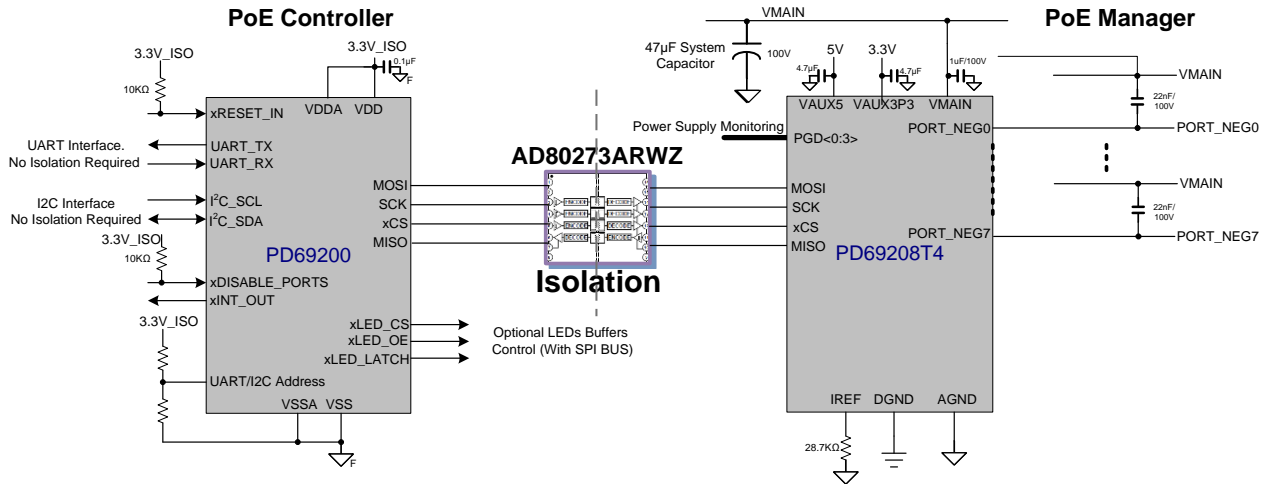 PoE Controller
PoE Manager
VMAIN
3.3V_ISO
3.3V_ISO
0.1µF
F
10KΩ
47µF System
Capacitor
100V
5V
3.3V
4.7µF
4.7µF
1uF/100V
VMAIN
22nF/
100V
VDDA
VDD
xRESET_IN
VAUX5
VAUX3P3
VMAIN
PORT_NEG0
PORT_NEG0
UART Interface.
No Isolation Required
UART_TX
UART_RX
Power Supply Monitoring
PGD<0:3>
AD80273ARWZ
MOSI
SCK
xCS
MISO
MOSI
SCK
xCS
MISO
VMAIN
22nF/
100V
I2C Interface
No Isolation Required
I²C_SCL
I²C_SDA
PORT_NEG7
PORT_NEG7
3.3V_ISO
10KΩ
PD69200
PD69208T4
Isolation
xDISABLE_PORTS
xINT_OUT
3.3V_ISO
xLED_CS
xLED_OE
xLED_LATCH
Optional LEDs Buffers
Control (With SPI BUS)
UART/I2C Address
VSSA
VSS
F
IREF
DGND
AGND
28.7KΩ